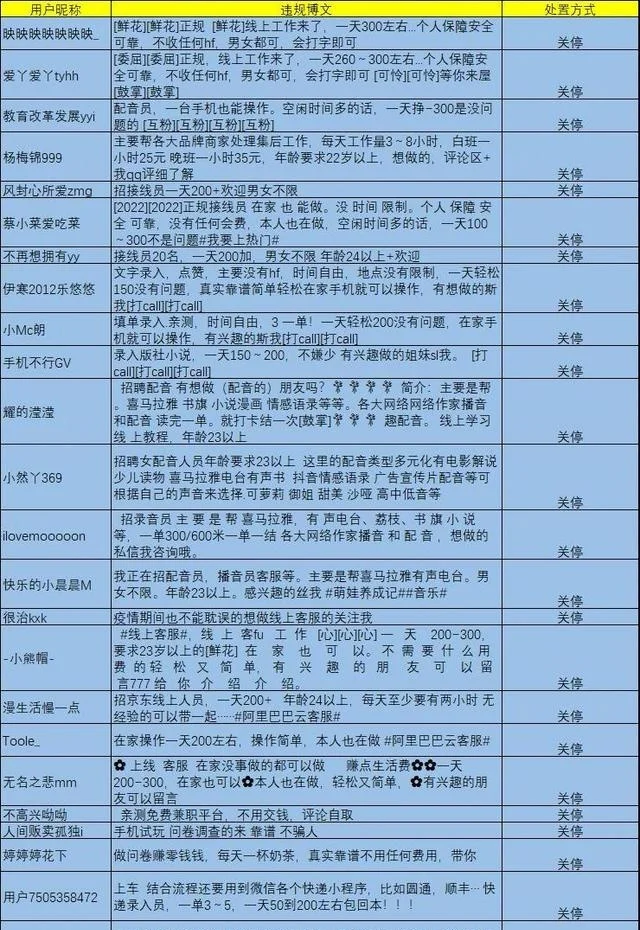 用户昵称 违规博文 处置方式
映映映映映映映_ [鲜花][鲜花]正规 [鲜花]线上工作来了，一天300左右...个人保障安
可靠，不收任何hf，男女都可，会打字即可 关停
爱丫爱丫tyhh [委屈][委屈]正规，线上工作来了，一天260～300左右...个人保障安
全可靠，不收任何hf，男女都可，会打字即可 [可怜][可怜]等你来屋
[鼓掌][鼓掌] 关停
教育改革发展yyi 配音员，一台手机也能操作。空闲时间多的话，一天挣-300是没问
题的 [互粉][互粉][互粉][互粉] 关停
杨梅锦999 主要帮各大品牌商家处理集后工作，每天工作量3～8小时，白班一
小时25元 晚班一小时35元，年龄要求22岁以上，想做的，评论区+
我qq评细了解 关停
风封心所爱zmg 招接线员一天200+欢迎男女不限 关停
蔡小菜爱吃菜 [2022][2022]正规接线员 在家 也 能做。没 时间 限制。个人 保障 安
全 可靠，没有任何会费，本人也在做，空闲时间多的话，一天100
～300不是问题#我要上热门# 关停
不再想拥有yy 接线员20名，一天200加，男女不限 年龄24以上+欢迎 关停
伊寒2012乐悠悠 文字录入，点赞，主要没有hf，时间自由，地点没有限制，一天轻松
150没有问题，真实靠谱简单轻松在家手机就可以操作，有想做的斯
我[打call][打call] 关停
小Mc朗 填单录入.亲测，时间自由，3 一单！一天轻松200没有问题，在家手
机就可以操作，有兴趣的斯我[打call][打call] 关停
手机不行GV 录入版社小说，一天150～200，不嫌少 有兴趣做的姐妹sl我。 [打
call][打call][打call] 关停
耀的滢滢 招聘配音 有想做（配音的）朋友吗？ 简介：主要是帮
。喜马拉雅 书旗 小说漫画 情感语录等等。各大网络网络作家播音
和配音 读完一单。就打卡结一次[鼓掌] 趣配音。 线上学习
线 上教程，年龄23以上 关停
小然丫369 招聘女配音人员年龄要求23以上 这里的配音类型多元化有电影解说
少儿读物 喜马拉雅电台有声书 抖音情感语录 广告宣传片配音等可
根据自己的声音来选择.可萝莉 御姐 甜美 沙哑 高中低音等 关停
ilovemooooon 招录音员 主 要 是 帮 喜马拉雅，有 声电台、荔枝、书 旗 小 说
等，一单300/600米一单一结 各大网络作家播音 和 配 音 ，想做的
私信我咨询哦。 关停
快乐的小晨晨M 我正在招配音员，播音员客服等。主要是帮喜马拉雅有声电台。男
女不限。年龄23以上。感兴趣的丝我 #萌娃养成记##音乐# 关停
很治kxk 疫情期间也不能耽误的想做线上客服的关注我 关停
-小熊帽- #线上客服#，线 上 客fu 工 作 [心][心][心] 一 天 200-300,
要求23岁以上的[鲜花] 在 家 也 可 以。不 需 要 什 么 用
费 的 轻 松 又 简 单，有 兴 趣 的 朋 友 可 以 留
言777 给 你 介 绍 介 绍。 关停
漫生活慢一点 招京东线上人员，一天200+ 年龄24以上，每天至少要有两小时 无
经验的可以带一起……#阿里巴巴云客服# 关停
Toole_ 在家操作一天200左右，操作简单，本人也在做 #阿里巴巴云客服# 关停
无名之悲mm ✿ 上线 客服 在家没事做的都可以做 赚点生活费✿✿一天
200-300，在家也可以✿本人也在做，轻松又简单，✿有兴趣的朋
友可以留言 关停
不高兴呦呦 亲测免费兼职平台，不用交钱，评论自取 关停
人间贩卖孤独i 手机试玩 问卷调查的来 靠谱 不骗人 关停
婷婷婷花下 做问卷赚零钱钱，每天一杯奶茶，真实靠谱不用任何费用，带你 关停
用户7505358472 上车 结合流程还要用到微信各个快递小程序，比如圆通，顺丰…快
递录入员，一单3～5，一天50到200左右包回本！！！ 关停